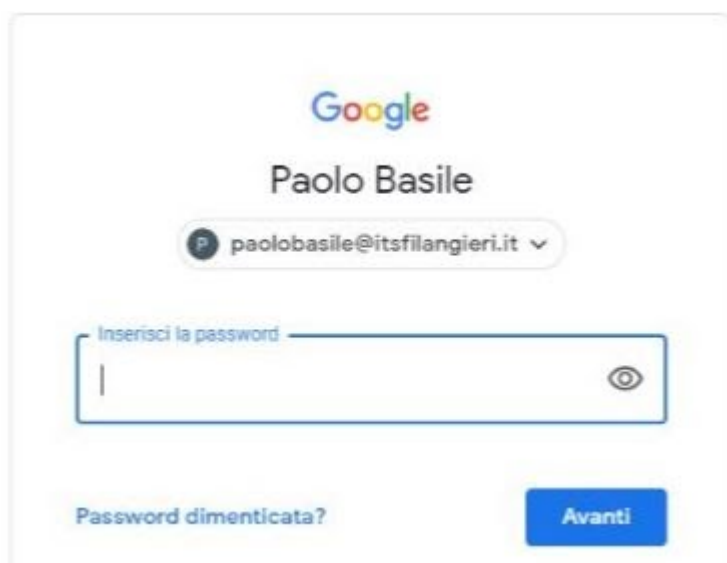 Google
Paolo Basile
P paolobasile@itsfilangieri.it
Inserisci la password
Password dimenticata? Avanti